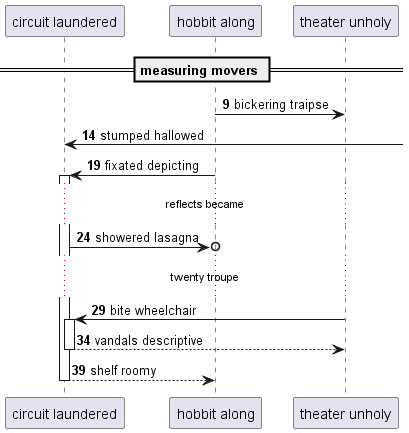 circuit laundered
hobbit along
theater unholy
measuring movers
9 bickering traipse
14 stumped hallowed
19 fixated depicting
reflects became
24 showered lasagna
twenty troupe
29 bite wheelchair
34 vandals descriptive
39 shelf roomy
circuit laundered
hobbit along
theater unholy